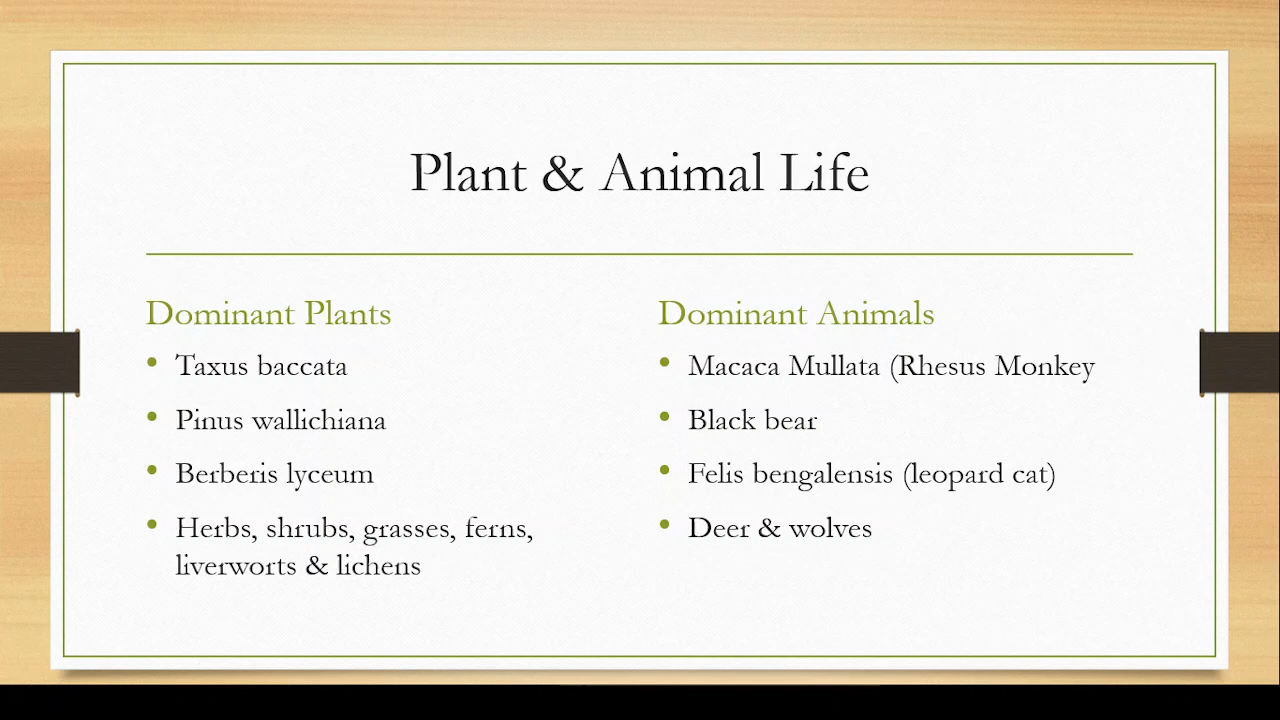 Plant & Animal Life
Dominant Plants
• Taxus baccata
• Pinus wallichiana
• Berberis lyceum
• Herbs, shrubs, grasses, ferns,
liverworts & lichens
Dominant Animals
• Macaca Mullata (Rhesus Monkey
• Black bear
• Felis bengalensis (leopard cat)
• Deer & wolves